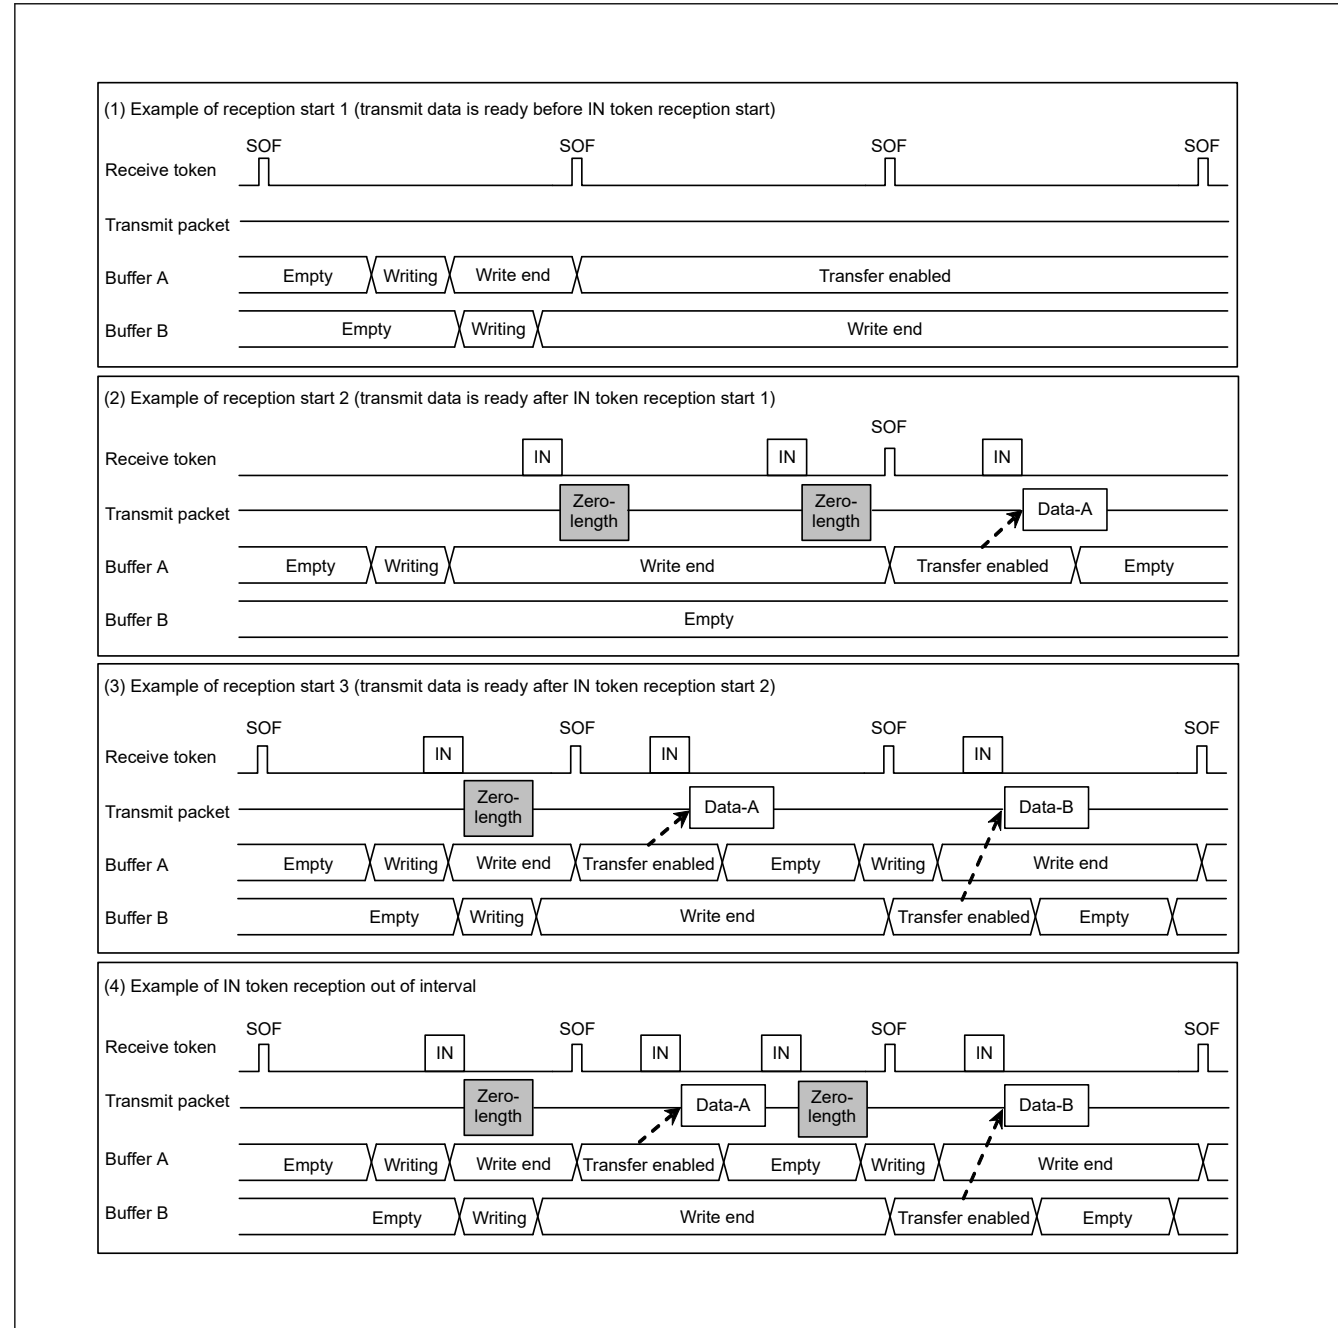 (1) Example of reception start 1 (transmit data is ready before IN token reception start)
SOF SOF SOF SOF
Receive token
Transmit packet
Buffer A Empty Writing Write end Transfer enabled
Buffer B Empty Writing Write end
(2) Example of reception start 2 (transmit data is ready after IN token reception start 1)
SOF
Receive token IN IN IN
Transmit packet Zero- Zero- Data-A
length length
Buffer A Empty Writing Write end Transfer enabled Empty
Buffer B Empty
(3) Example of reception start 3 (transmit data is ready after IN token reception start 2)
SOF SOF SOF SOF
Receive token IN IN IN
Transmit packet Zero- Data-A Data-B
length
Buffer A Empty Writing Write end Transfer enabled Empty Writing Write end
Buffer B Empty Writing Write end Transfer enabled Empty
(4) Example of IN token reception out of interval
SOF SOF SOF SOF
Receive token IN IN IN IN
Transmit packet Zero- Data-A Zero- Data-B
length length
Buffer A Empty Writing Write end Transfer enabled Empty Writing Write end
Buffer B Empty Writing Write end Transfer enabled Empty